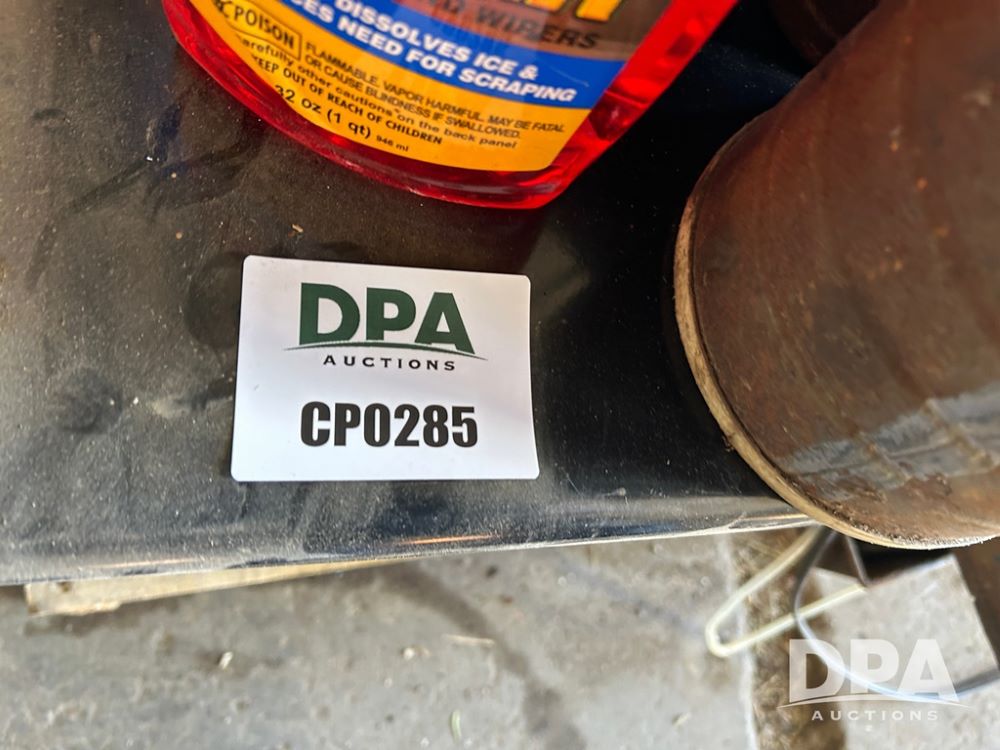 WIPERS
DISSOLVES ICE &
NEED FOR SCRAPING
POISON
FLAMMABLE. VAPOR HARMFUL. MAY BE FATAL
OR CAUSE BLINDNESS IF SWALLOWED.
Carefully other cautions on the back panel
KEEP OUT OF REACH OF CHILDREN
32 oz (1 qt) 946 ml
DPA
AUCTIONS
CP0285
DPA
AUCTIONS